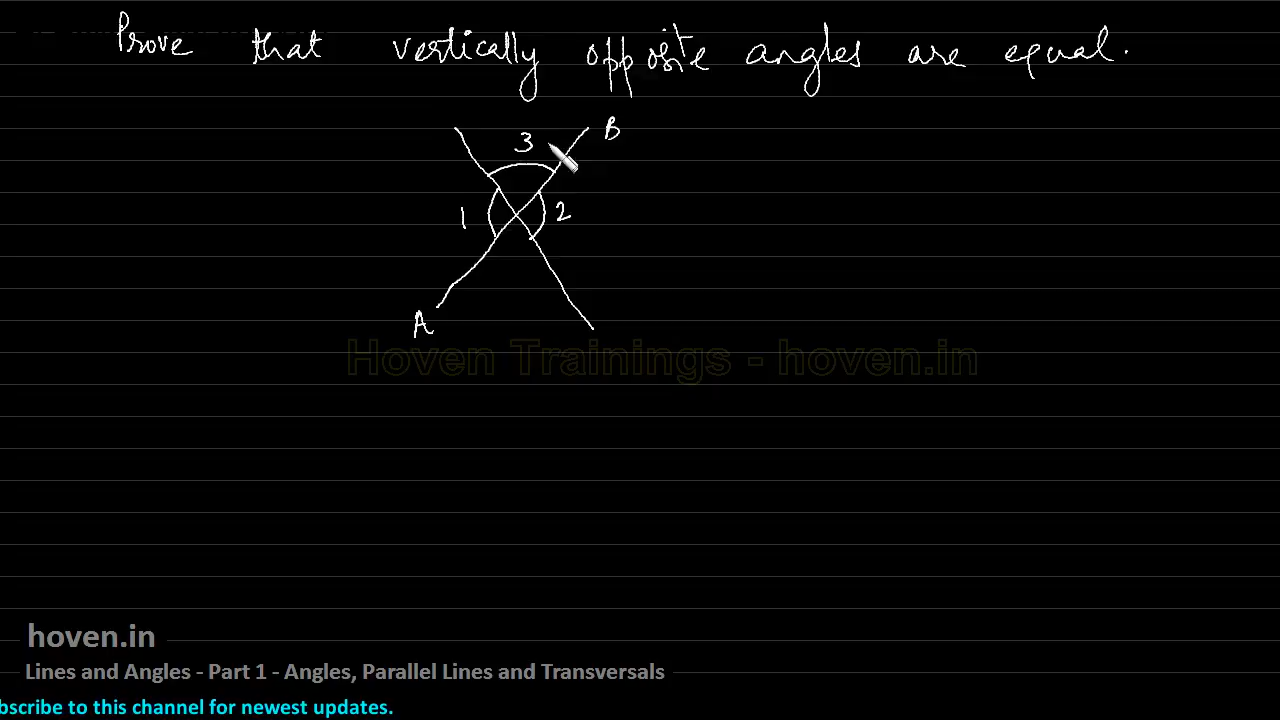 Prove that vertically opposite angles are equal.
3
B
1
2
A
Hoven Trainings - hoven.in
hoven.in
Lines and Angles - Part 1 - Angles, Parallel Lines and Transversals
bscribe to this channel for newest updates.